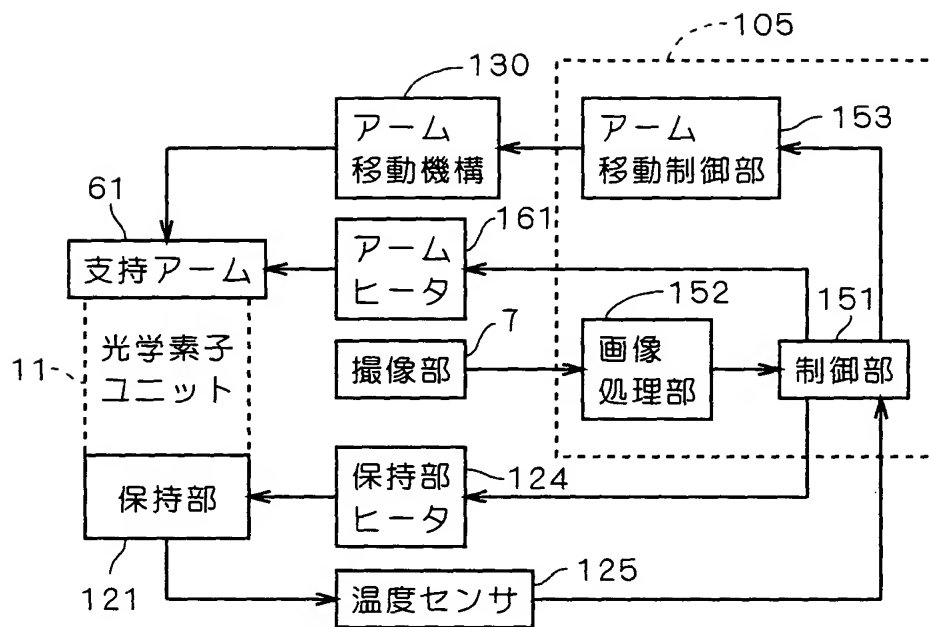 105
130
アーム
移動機構
アーム
移動制御部
153
61
支持アーム
アーム
ヒータ
161
152
151
11
光学素子
ユニット
撮像部
7
画像
処理部
制御部
保持部
121
保持部
ヒータ
124
温度センサ
125